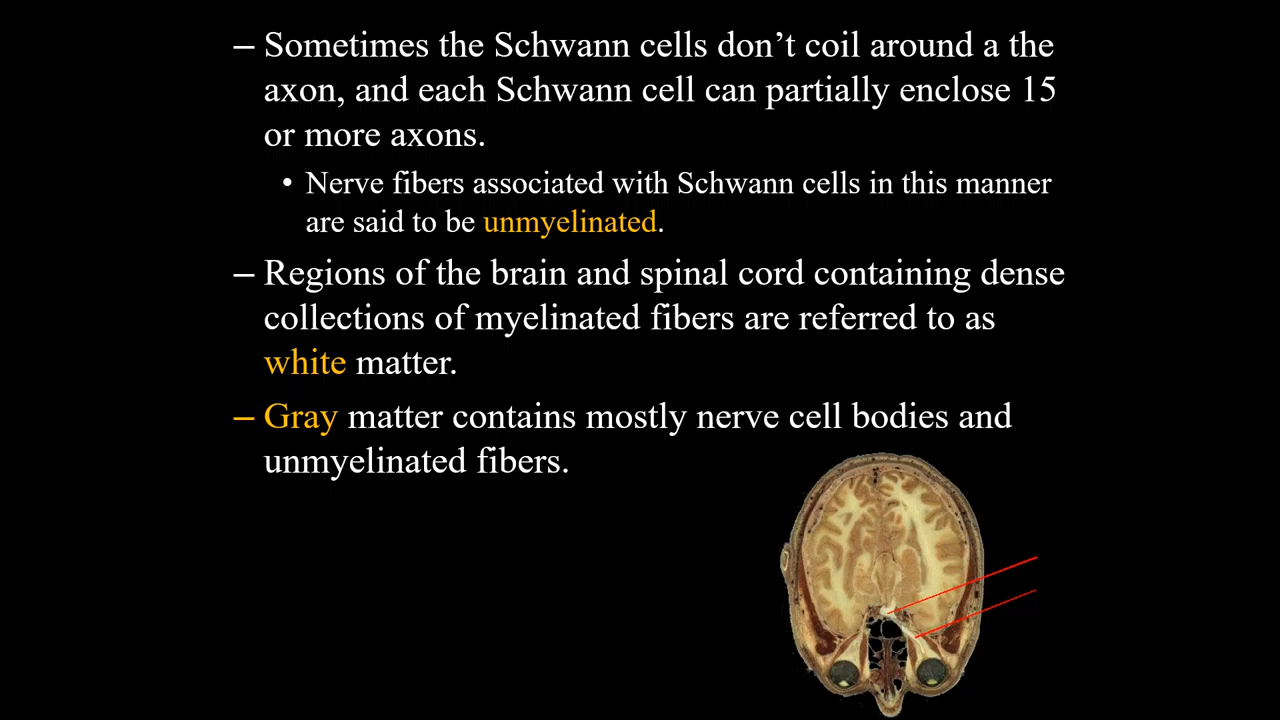 – Sometimes the Schwann cells don’t coil around a the
axon, and each Schwann cell can partially enclose 15
or more axons.
• Nerve fibers associated with Schwann cells in this manner
are said to be unmyelinated.
– Regions of the brain and spinal cord containing dense
collections of myelinated fibers are referred to as
white matter.
– Gray matter contains mostly nerve cell bodies and
unmyelinated fibers.